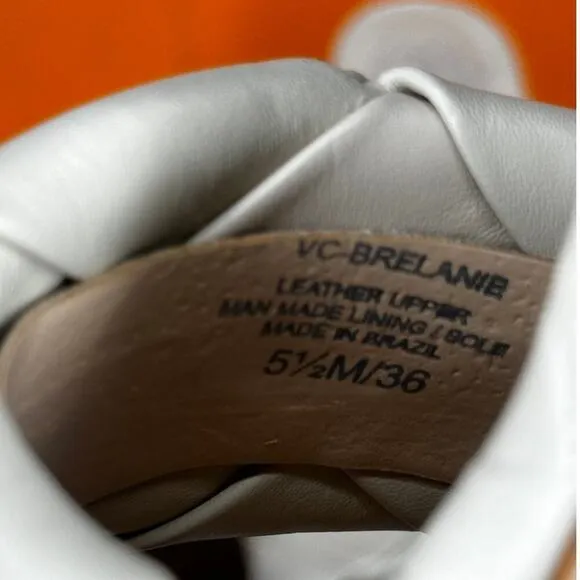 VC-BRELANIE
LEATHER UPPER
MAN MADE LINING / SOLE
MADE IN BRAZIL
5½M/36